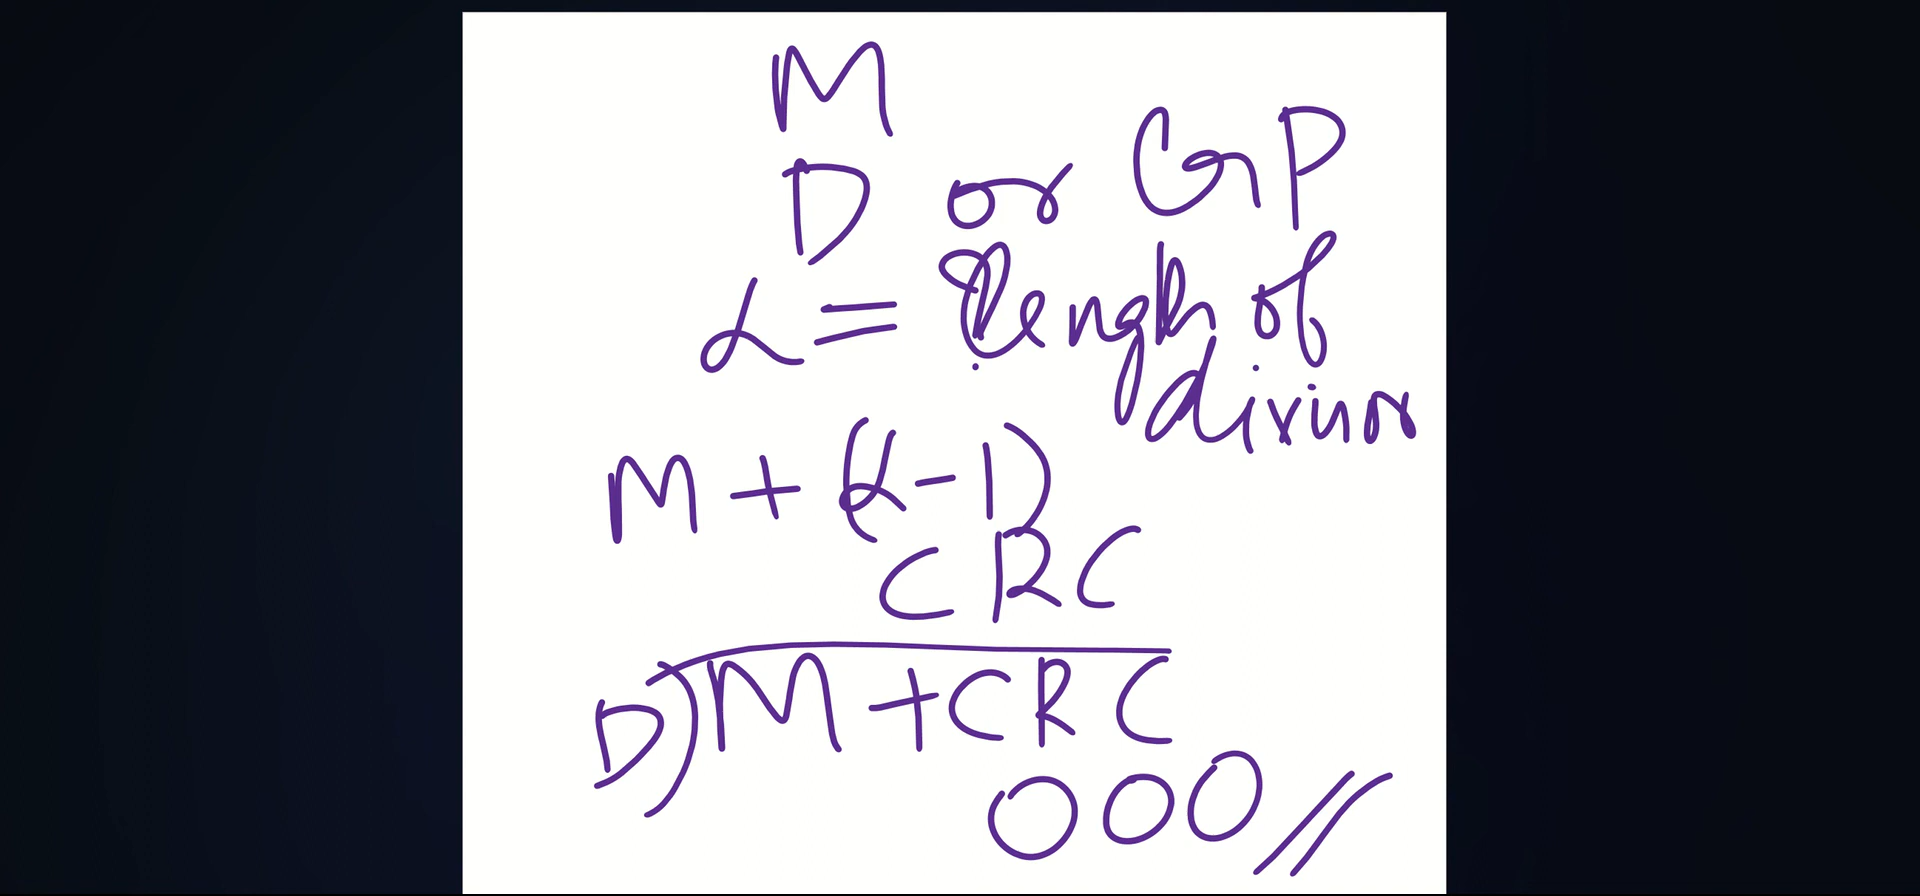 M
D or GP
L = length of
divisor
M + (L-1)
CRC
D) M + CRC
000 //